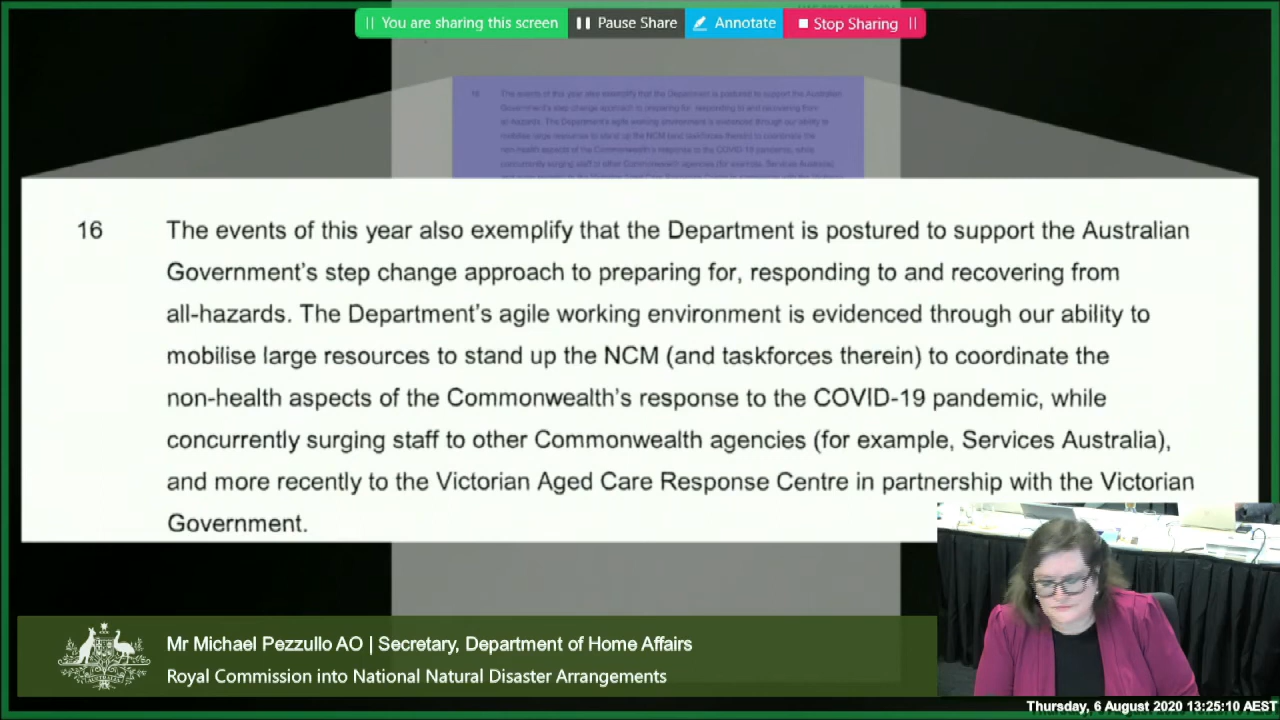 You are sharing this screen Pause Share Annotate Stop Sharing
16 The events of this year also exemplify that the Department is postured to support the Australian
Government's step change approach to preparing for, responding to and recovering from
all-hazards. The Department's agile working environment is evidenced through our ability to
mobilise large resources to stand up the NCM (and taskforces therein) to coordinate the
non-health aspects of the Commonwealth's response to the COVID-19 pandemic, while
concurrently surging staff to other Commonwealth agencies (for example, Services Australia),
and more recently to the Victorian Aged Care Response Centre in partnership with the Victorian
Government.
Mr Michael Pezzullo AO | Secretary, Department of Home Affairs
Royal Commission into National Natural Disaster Arrangements
Thursday, 6 August 2020 13:25:10 AEST